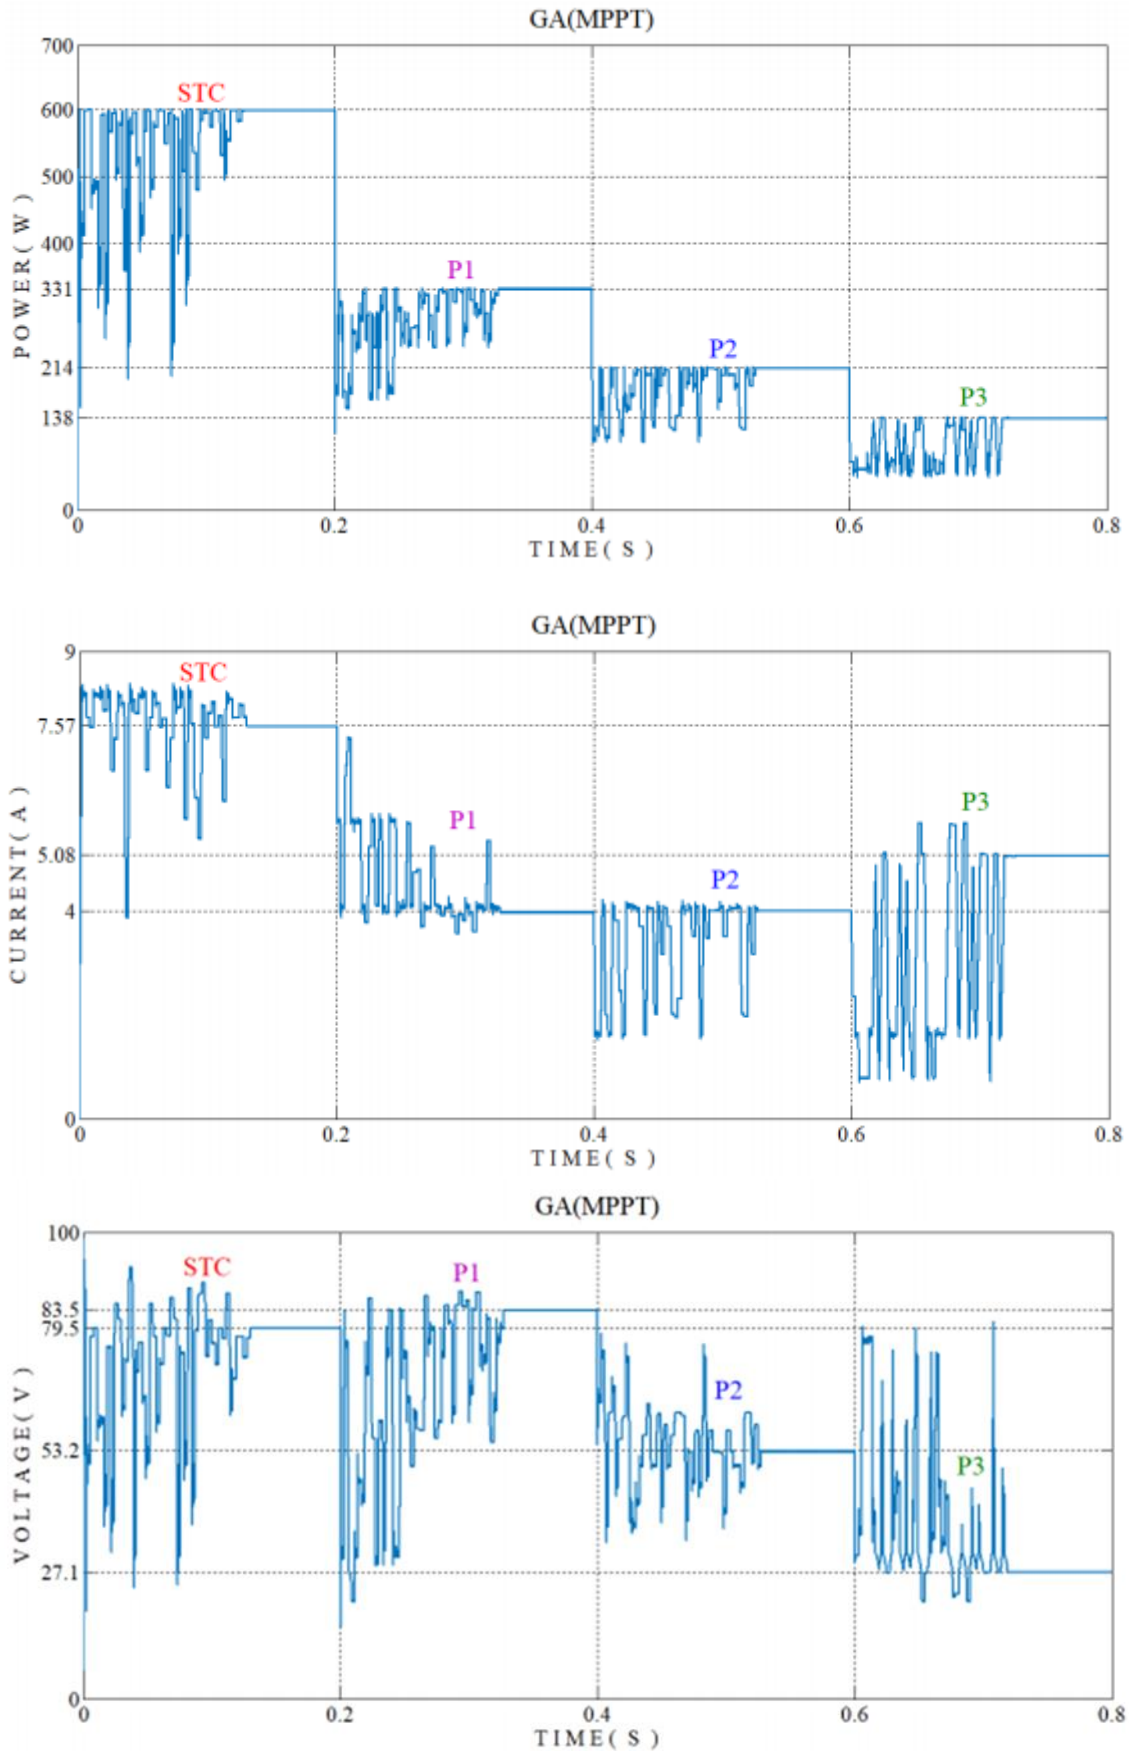 GA(MPPT)
700
STC
600
500
400
P1
331
P2
214
P3
138
0
0 0.2 0.4 0.6 0.8
POWER( W )
TIME( S )
GA(MPPT)
9
STC
7.57
P3
P1
5.08
P2
4
0
0 0.2 0.4 0.6 0.8
CURRENT( A )
TIME( S )
GA(MPPT)
100
STC
P1
83.5
79.5
P2
53.2
P3
27.1
0
0 0.2 0.4 0.6 0.8
VOLTAGE( V )
TIME( S )